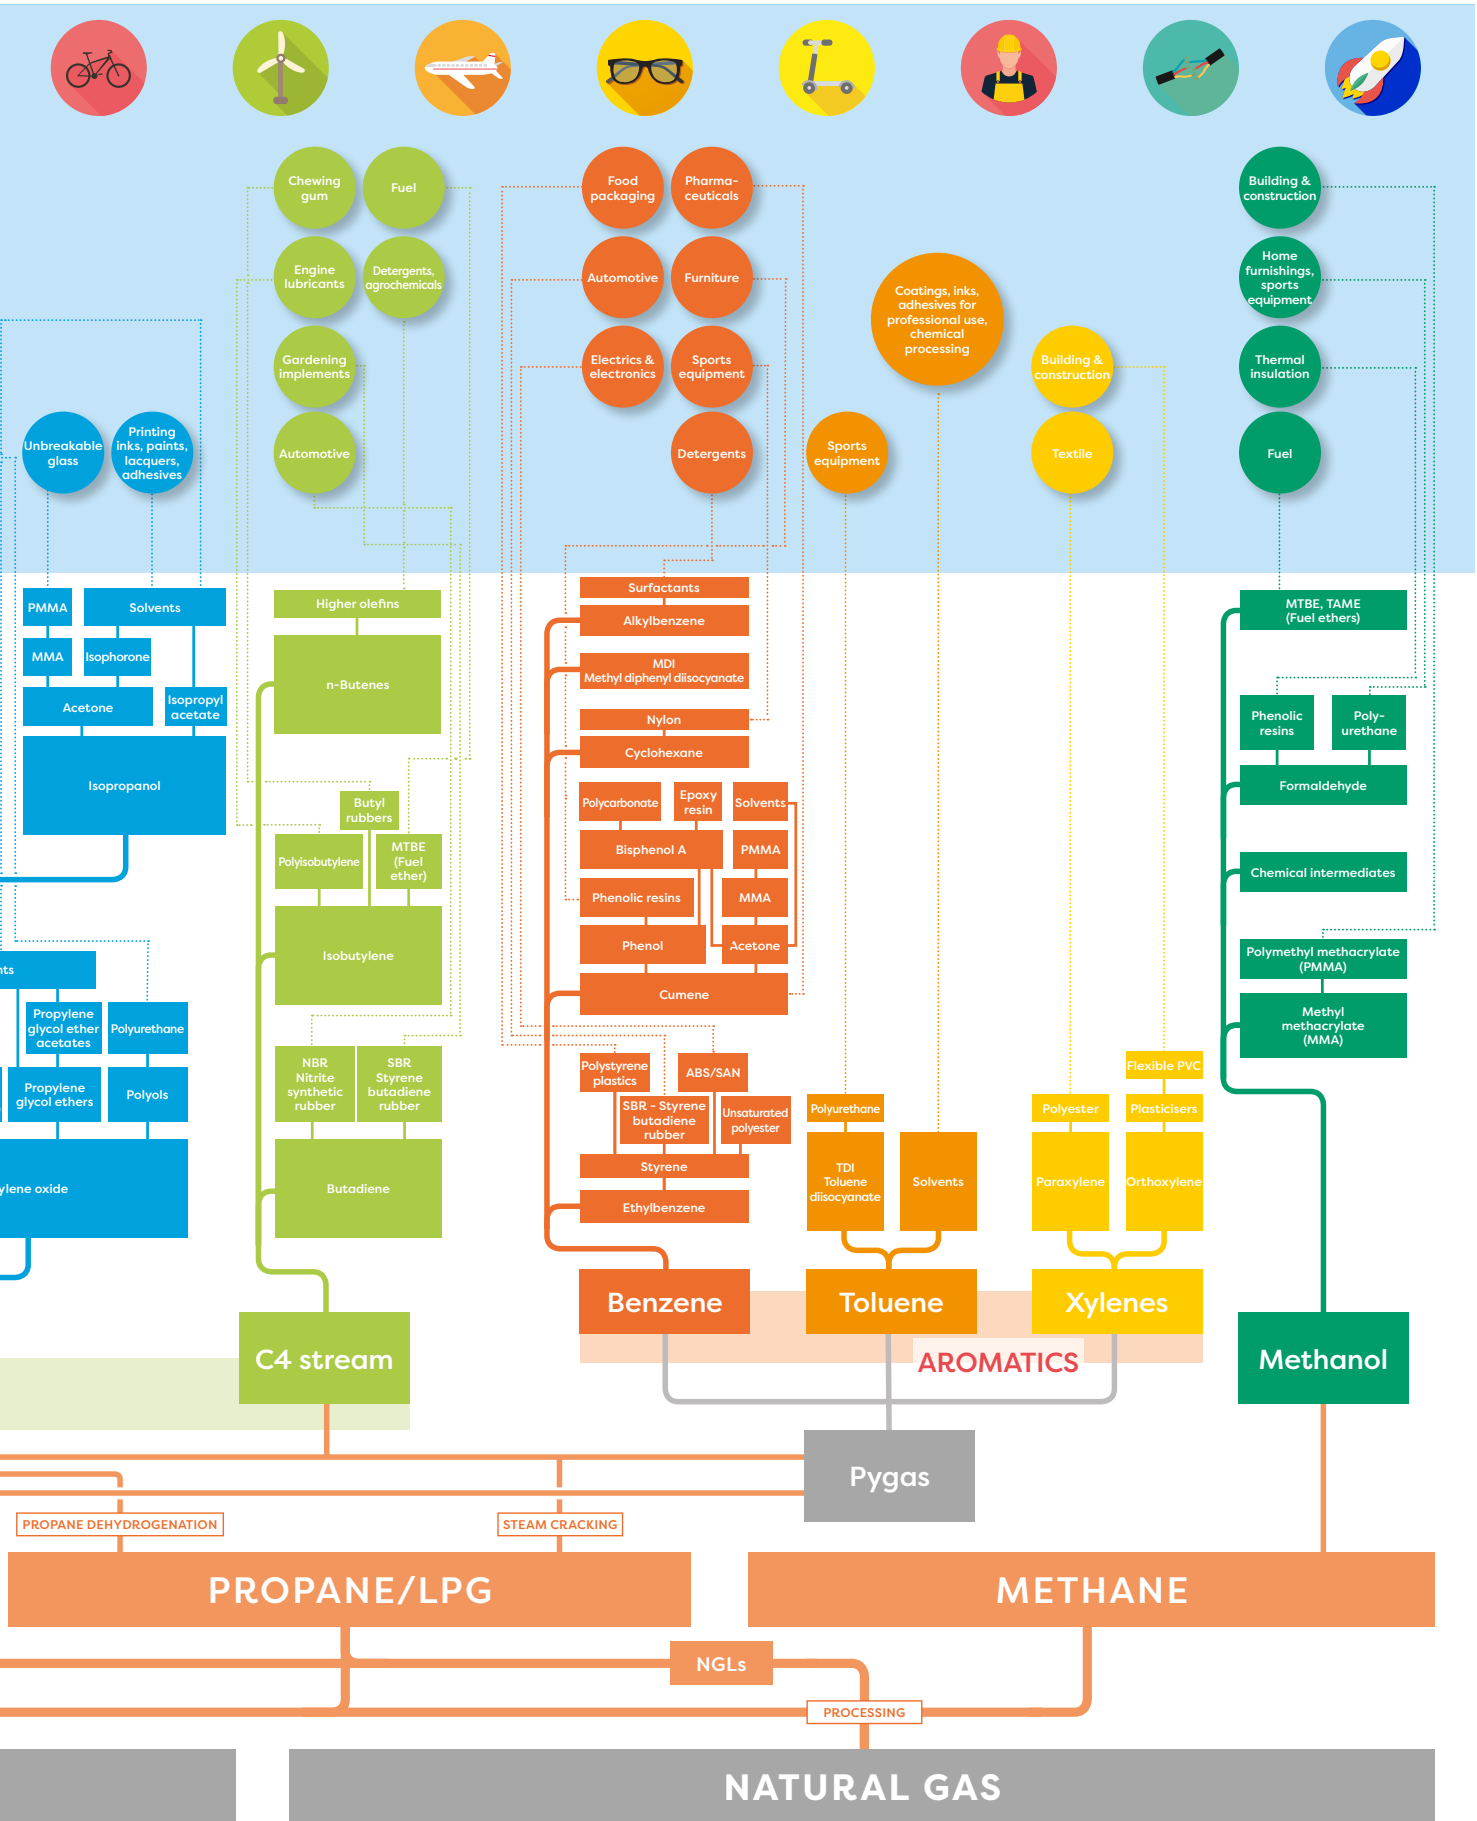 Chewing
gum
Fuel
Engine
lubricants
Detergents,
agrochemicals
Gardening
implements
Automotive
Food
packaging
Pharma-
ceuticals
Automotive
Furniture
Electrics &
electronics
Sports
equipment
Detergents
Coatings, inks,
adhesives for
professional use,
chemical
processing
Sports
equipment
Building &
construction
Textile
Building &
construction
Home
furnishings,
sports
equipment
Thermal
insulation
Fuel
Unbreakable
glass
Printing
inks, paints,
lacquers,
adhesives
PMMA
Solvents
MMA
Isophorone
Acetone
Isopropyl
acetate
Isopropanol
nts
Propylene
glycol ether
acetates
Polyurethane
Propylene
glycol ethers
Polyols
ylene oxide
Higher olefins
n-Butenes
Butyl
rubbers
Polyisobutylene
MTBE
(Fuel
ether)
Isobutylene
NBR
Nitrite
synthetic
rubber
SBR
Styrene
butadiene
rubber
Butadiene
Surfactants
Alkylbenzene
MDI
Methyl diphenyl diisocyanate
Nylon
Cyclohexane
Polycarbonate
Epoxy
resin
Solvents
Bisphenol A
PMMA
Phenolic resins
MMA
Phenol
Acetone
Cumene
Polystyrene
plastics
ABS/SAN
SBR - Styrene
butadiene
rubber
Unsaturated
polyester
Styrene
Ethylbenzene
Polyurethane
TDI
Toluene
diisocyanate
Solvents
Flexible PVC
Polyester
Plasticisers
Paraxylene
Orthoxylene
MTBE, TAME
(Fuel ethers)
Phenolic
resins
Poly-
urethane
Formaldehyde
Chemical intermediates
Polymethyl methacrylate
(PMMA)
Methyl
methacrylate
(MMA)
C4 stream
Benzene
Toluene
Xylenes
AROMATICS
Methanol
Pygas
PROPANE DEHYDROGENATION
STEAM CRACKING
PROPANE/LPG
METHANE
NGLs
PROCESSING
NATURAL GAS